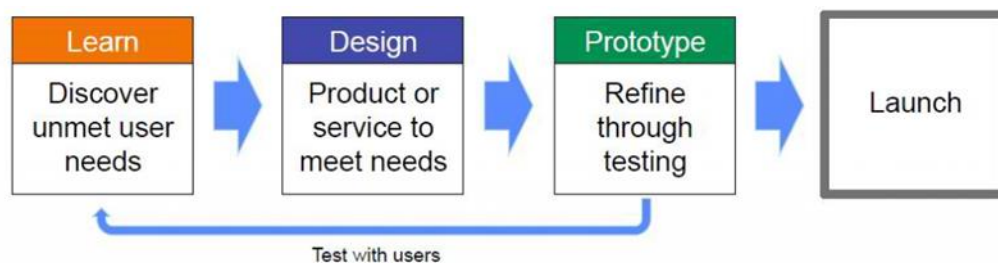 Learn
Discover
unmet user
needs
Design
Product or
service to
meet needs
Prototype
Refine
through
testing
Launch
Test with users